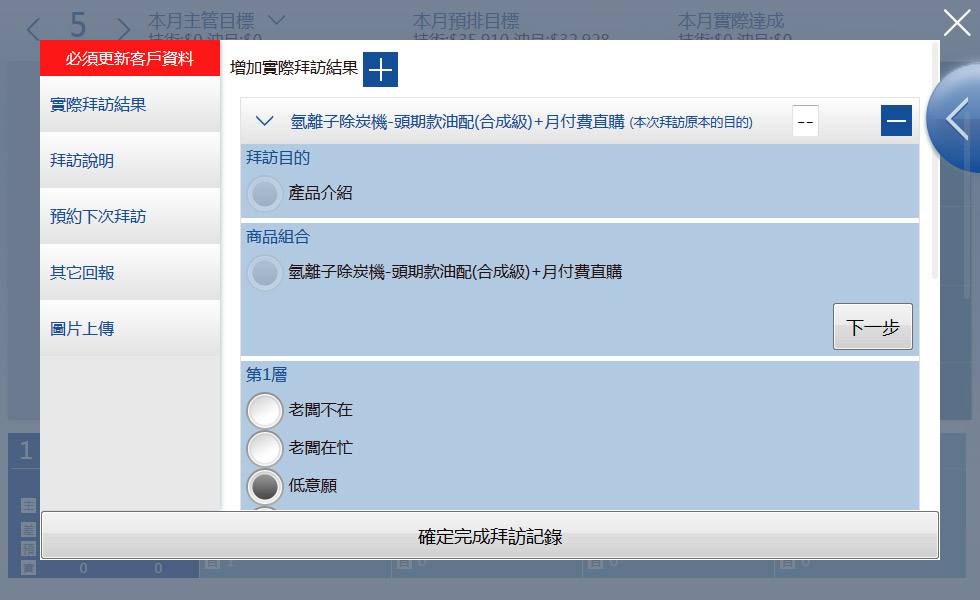 5
本月主管目標
本月預排目標
本月實際達成
技術:$0 油品:$0
技術:$35,910 油品:$32,928
技術:$0 油品:$0
必須更新客戶資料
實際拜訪結果
拜訪說明
預約下次拜訪
其它回報
圖片上傳
增加實際拜訪結果
氫離子除炭機-頭期款油配(合成級)+月付費直購 (本次拜訪原本的目的)
--
拜訪目的
產品介紹
商品組合
氫離子除炭機-頭期款油配(合成級)+月付費直購
下一步
第1層
老闆不在
老闆在忙
低意願
確定完成拜訪記錄
1
主
差
預
實 0 0